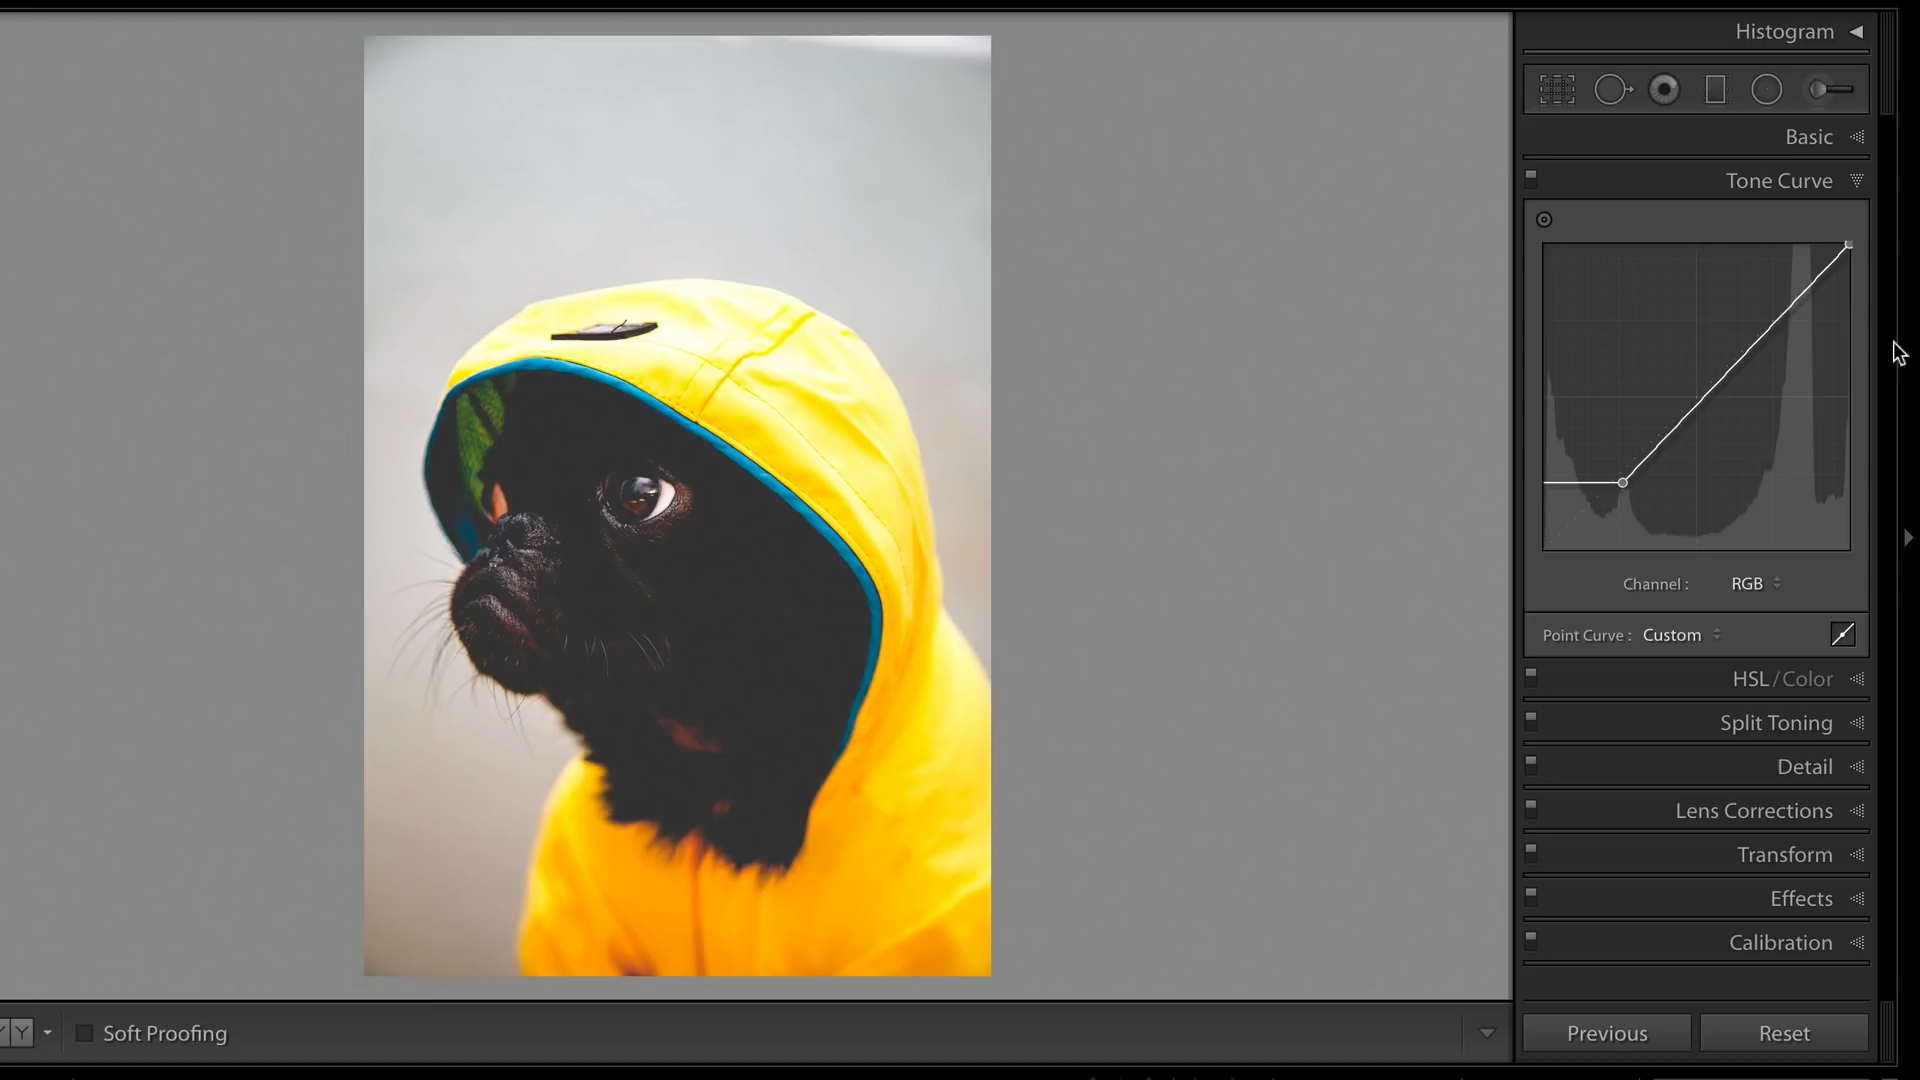 Histogram
Basic
Tone Curve
Channel : RGB
Point Curve : Custom
HSL / Color
Split Toning
Detail
Lens Corrections
Transform
Effects
Calibration
Y Y
Soft Proofing
Previous
Reset